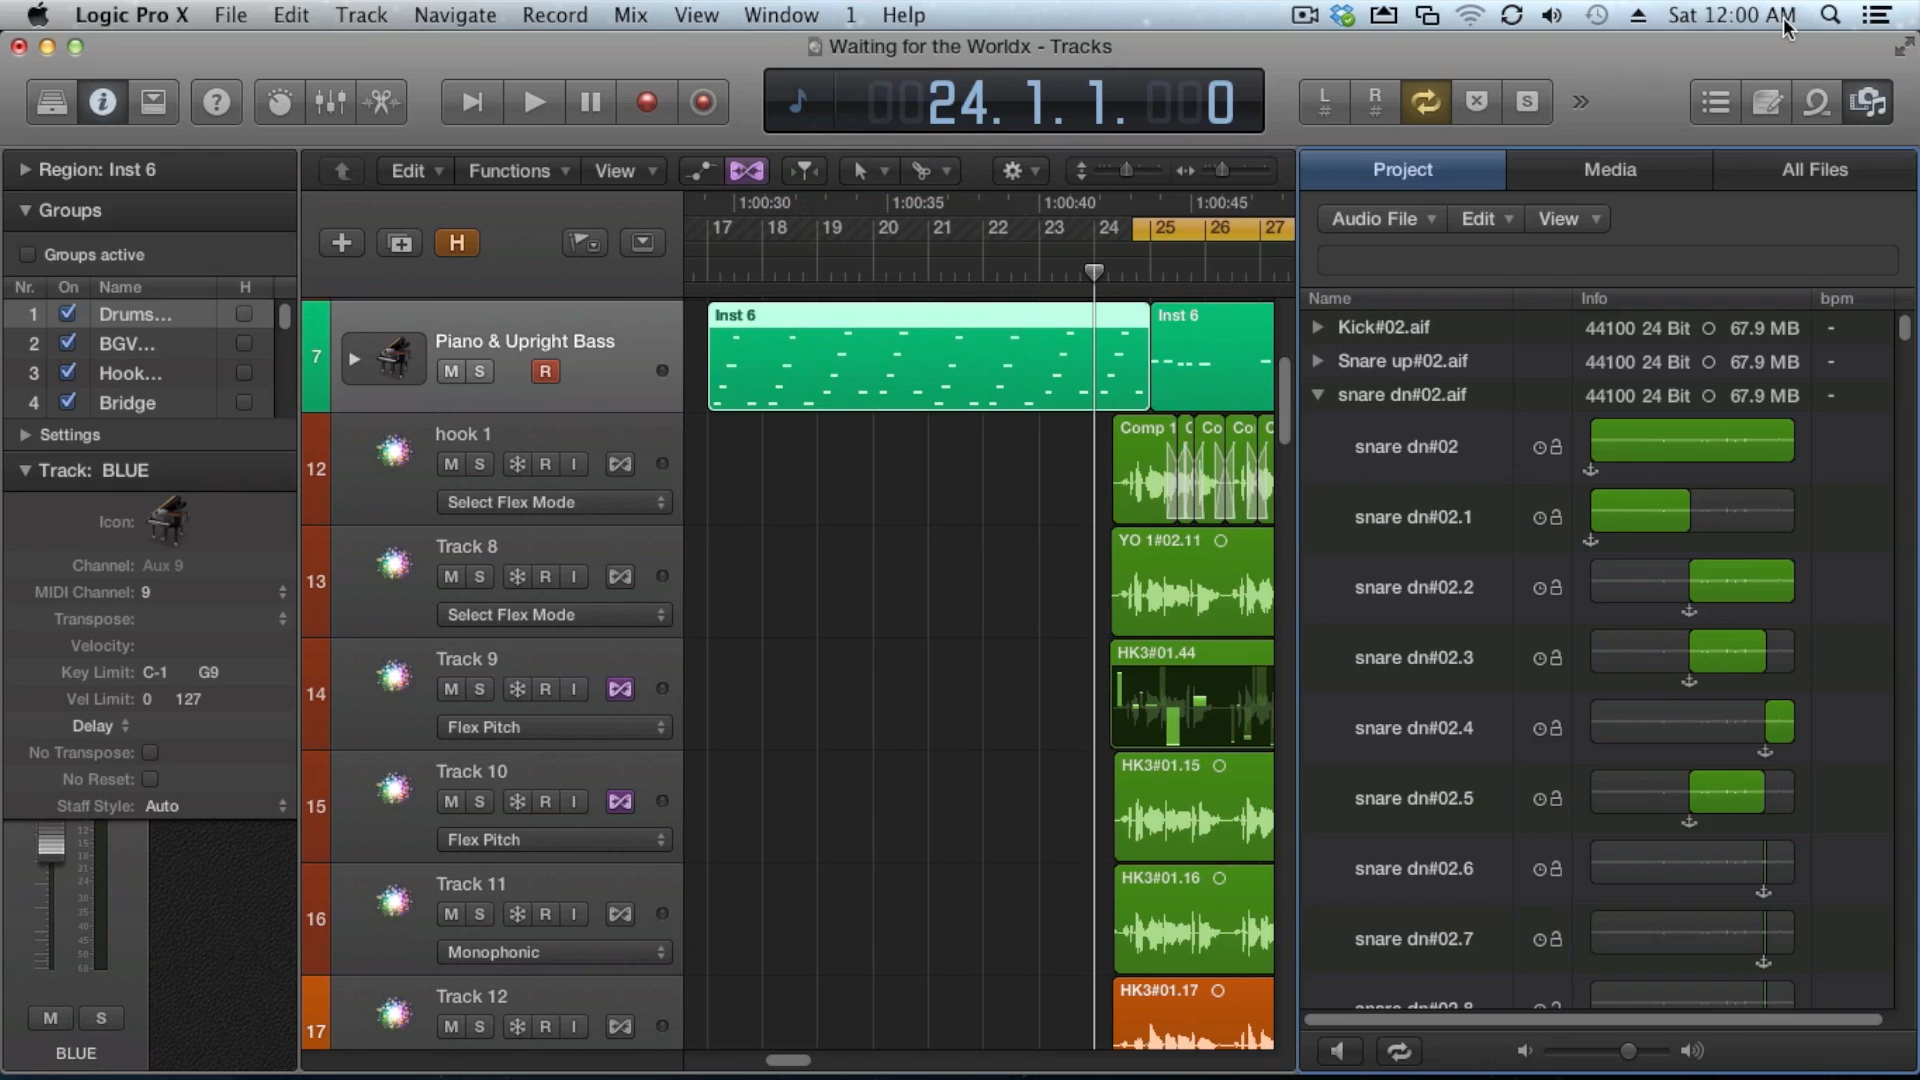 Logic Pro X File Edit Track Navigate Record Mix View Window 1 Help Sat 12:00 AM
Waiting for the Worldx - Tracks
24. 1. 1. 0
L R S
Region: Inst 6
Edit Functions View
Project Media All Files
1:00:30 1:00:35 1:00:40 1:00:45
Groups
Audio File Edit View
17 18 19 20 21 22 23 24 25 26 27
H
Groups active
Nr. On Name H
Name Info bpm
1 Drums...
2 BGV...
3 Hook...
4 Bridge
Settings
Track: BLUE
Icon:
Channel: Aux 9
MIDI Channel: 9
Transpose:
Velocity:
Key Limit: C-1 G9
Vel Limit: 0 127
Delay
No Transpose:
No Reset:
Staff Style: Auto
M S
BLUE
7 Piano & Upright Bass
M S R
Inst 6 Inst 6
12 hook 1
M S R I
Select Flex Mode
Comp 1 C Co Co C
13 Track 8
M S R I
Select Flex Mode
YO 1#02.11
14 Track 9
M S R I
Flex Pitch
HK3#01.44
15 Track 10
M S R I
Flex Pitch
HK3#01.15
16 Track 11
M S R I
Monophonic
HK3#01.16
17 Track 12
M S R I
HK3#01.17
Kick#02.aif 44100 24 Bit 67.9 MB -
Snare up#02.aif 44100 24 Bit 67.9 MB -
snare dn#02.aif 44100 24 Bit 67.9 MB -
snare dn#02
snare dn#02.1
snare dn#02.2
snare dn#02.3
snare dn#02.4
snare dn#02.5
snare dn#02.6
snare dn#02.7
snare dn#02.8